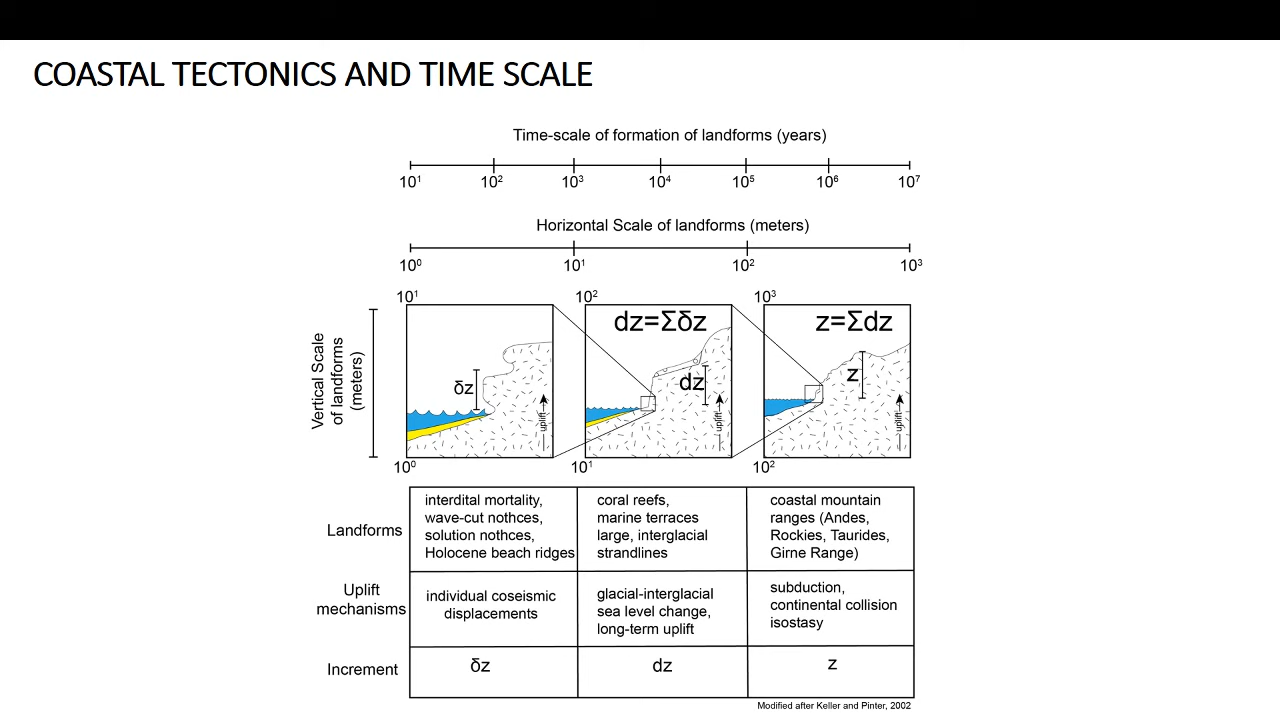 COASTAL TECTONICS AND TIME SCALE
Time-scale of formation of landforms (years)
10¹ 10² 10³ 10⁴ 10⁵ 10⁶ 10⁷
Horizontal Scale of landforms (meters)
10⁰ 10¹ 10² 10³
10¹ 10² 10³
Vertical Scale
of landforms
(meters)
δz
uplift
dz=Σδz
dz
uplift
z=Σdz
z
uplift
10⁰ 10¹ 10²
Landforms
interdital mortality,
wave-cut nothces,
solution nothces,
Holocene beach ridges
coral reefs,
marine terraces
large, interglacial
strandlines
coastal mountain
ranges (Andes,
Rockies, Taurides,
Girne Range)
Uplift
mechanisms
individual coseismic
displacements
glacial-interglacial
sea level change,
long-term uplift
subduction,
continental collision
isostasy
Increment
δz
dz
z
Modified after Keller and Pinter, 2002